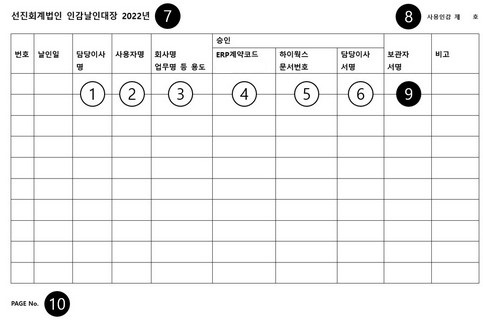 선진회계법인 인감날인대장 2022년 7
8 사용인감 제 호
번호 날인일 담당이사명 사용자명 회사명 업무명 등 용도 승인 보관자 서명 비고
ERP계약코드 하이웍스 문서번호 담당이사 서명
1 2 3 4 5 6 9
PAGE No. 10